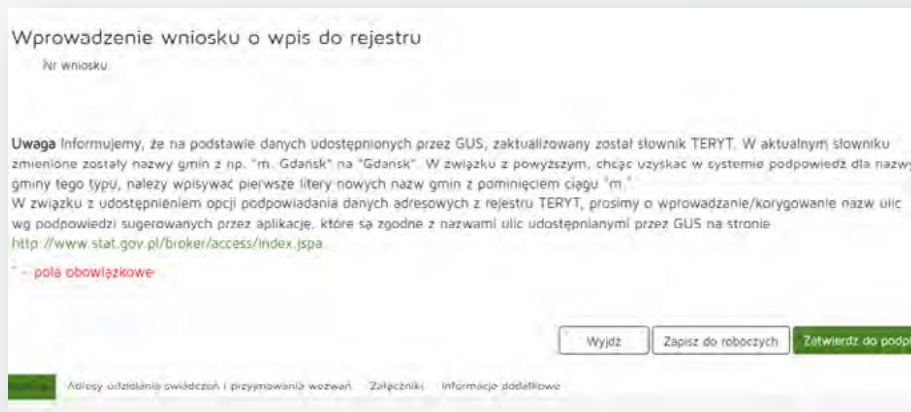 Wprowadzenie wniosku o wpis do rejestru
Nr wniosku
Uwaga Informujemy, że na podstawie danych udostępnionych przez GUS, zaktualizowany został słownik TERYT. W aktualnym słowniku
zmienione zostały nazwy gmin z np. "m. Gdańsk" na "Gdańsk". W związku z powyższym, chcąc uzyskać w systemie podpowiedź dla nazwy
gminy tego typu, należy wpisywać pierwsze litery nowych nazw gmin z pominięciem ciągu "m."
W związku z udostępnieniem opcji podpowiadania danych adresowych z rejestru TERYT, prosimy o wprowadzanie/korygowanie nazw ulic
wg podpowiedzi sugerowanych przez aplikację, które są zgodne z nazwami ulic udostępnianymi przez GUS na stronie
http://www.stat.gov.pl/broker/access/index.jspa.
* - pola obowiązkowe
Wyjdź Zapisz do roboczych Zatwierdź do podpi
Adresy udzielania świadczeń i przyjmowania wezwań Załączniki Informacje dodatkowe